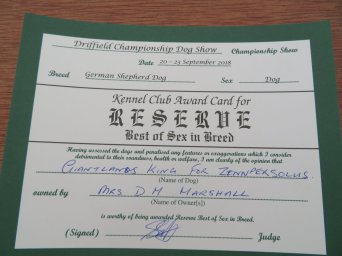 Driffield Championship Dog Show Championship Show
Date 20 - 23 September 2018
Breed German Shepherd Dog Sex Dog
Kennel Club Award Card for
RESERVE
Best of Sex in Breed
Having assessed the dogs and penalised any features or exaggerations which I consider
detrimental to their soundness, health or welfare, I am clearly of the opinion that
GIANTLANDS KING FOR ZENNPERSOLUS.
(Name of Dog)
owned by MRS D M MARSHALL
(Name of Owner[s])
is worthy of being awarded Reserve Best of Sex in Breed.
(Signed) Judge